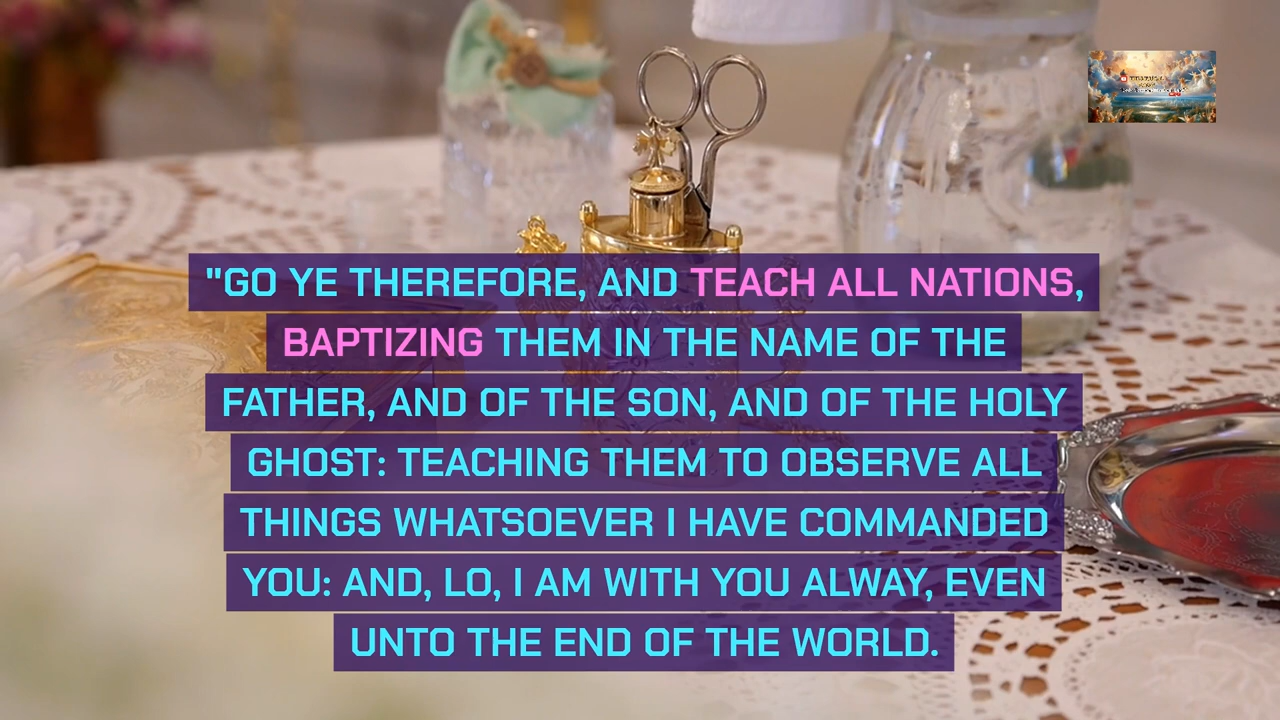 "GO YE THEREFORE, AND TEACH ALL NATIONS,
BAPTIZING THEM IN THE NAME OF THE
FATHER, AND OF THE SON, AND OF THE HOLY
GHOST: TEACHING THEM TO OBSERVE ALL
THINGS WHATSOEVER I HAVE COMMANDED
YOU: AND, LO, I AM WITH YOU ALWAY, EVEN
UNTO THE END OF THE WORLD.